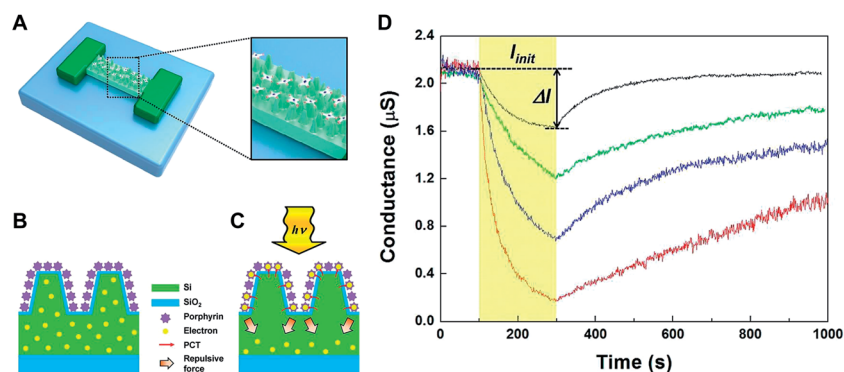 A
B
C
hν
Si
SiO₂
Porphyrin
Electron
PCT
Repulsive
force
D
I_init
ΔI
Conductance (μS)
2.4
2.0
1.6
1.2
0.8
0.4
0.0
0
200
400
600
800
1000
Time (s)